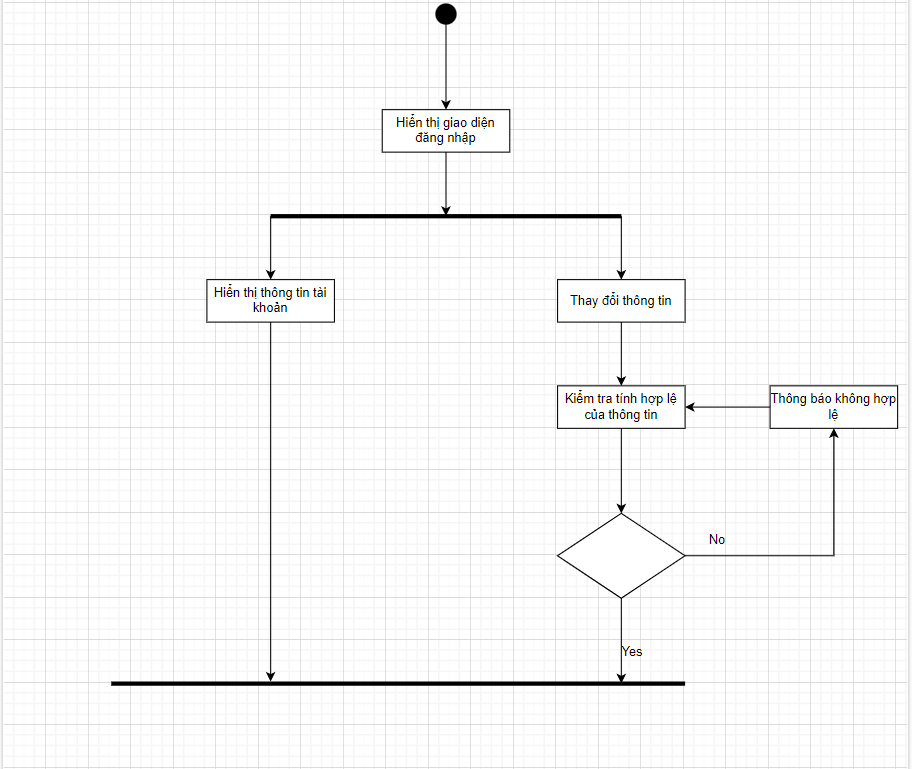 Hiển thị giao diện
đăng nhập
Hiển thị thông tin tài
khoản
Thay đổi thông tin
Kiểm tra tính hợp lệ
của thông tin
Thông báo không hợp
lệ
No
Yes